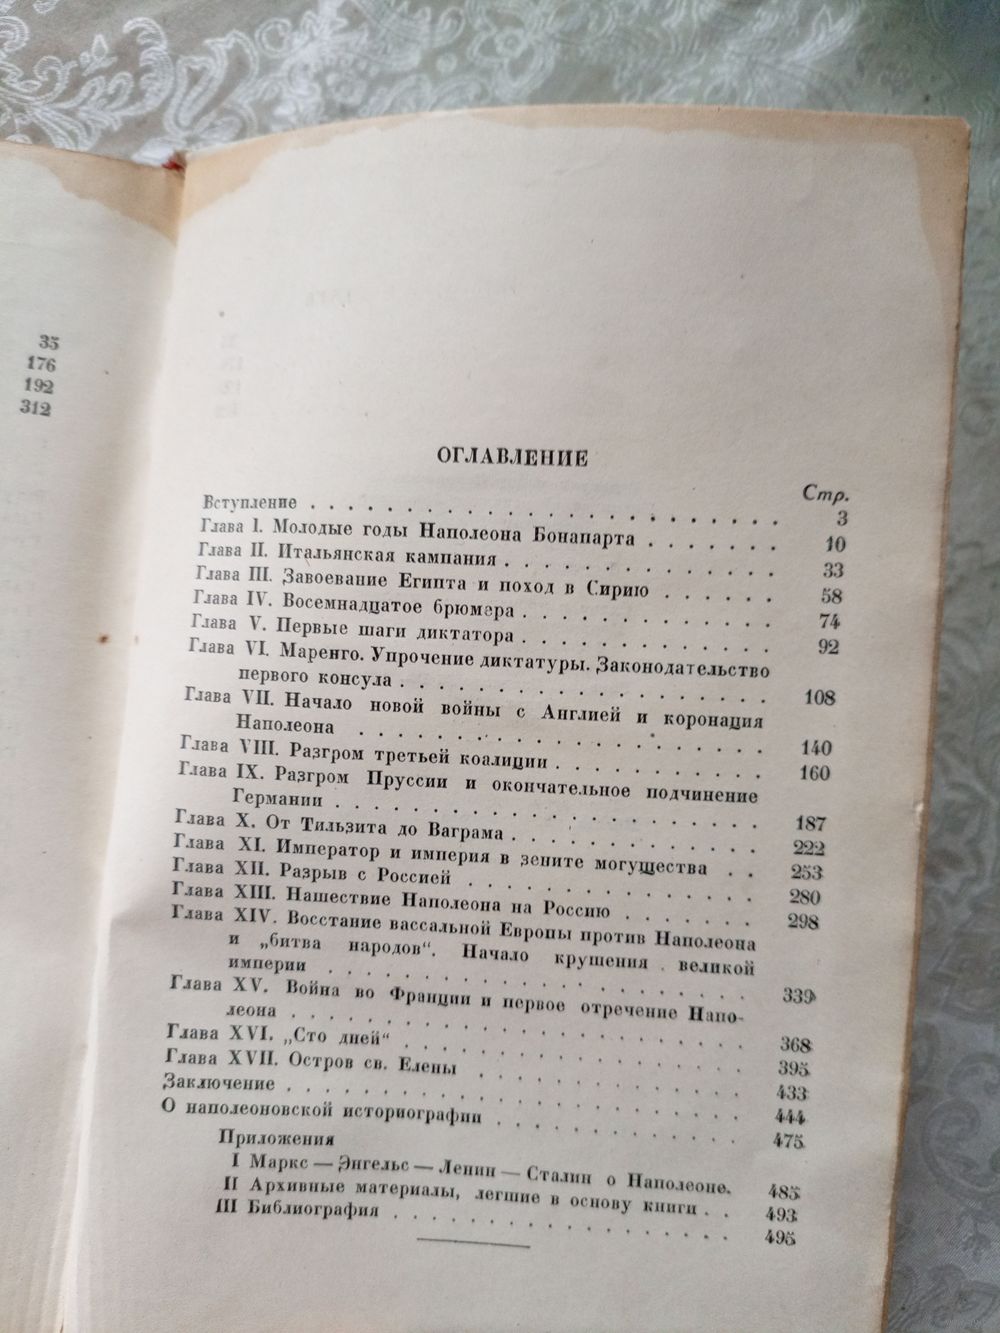 35
176
192
312
ОГЛАВЛЕНИЕ
Стр.
Вступление . . . . . . . . . . . . . . . . . . . 3
Глава I. Молодые годы Наполеона Бонапарта . . . . . . . 10
Глава II. Итальянская кампания . . . . . . . . . . . . 33
Глава III. Завоевание Египта и поход в Сирию . . . . . . 58
Глава IV. Восемнадцатое брюмера . . . . . . . . . . . 74
Глава V. Первые шаги диктатора . . . . . . . . . . . 92
Глава VI. Маренго. Упрочение диктатуры. Законодательство
первого консула . . . . . . . . . . . . . . . 108
Глава VII. Начало новой войны с Англией и коронация
Наполеона . . . . . . . . . . . . . . . . . 140
Глава VIII. Разгром третьей коалиции . . . . . . . . . 160
Глава IX. Разгром Пруссии и окончательное подчинение
Германии . . . . . . . . . . . . . . . . . 187
Глава X. От Тильзита до Ваграма . . . . . . . . . . . 222
Глава XI. Император и империя в зените могущества . . 253
Глава XII. Разрыв с Россией . . . . . . . . . . . . 280
Глава XIII. Нашествие Наполеона на Россию . . . . . . 298
Глава XIV. Восстание вассальной Европы против Наполеона
и „битва народов“. Начало крушения великой
империи . . . . . . . . . . . . . . . . . 339
Глава XV. Война во Франции и первое отречение Напо-
леона . . . . . . . . . . . . . . . . . . 368
Глава XVI. „Сто дней“ . . . . . . . . . . . . . . 395
Глава XVII. Остров св. Елены . . . . . . . . . . . 433
Заключение . . . . . . . . . . . . . . . . . . 444
О наполеоновской историографии . . . . . . . . . . 475
Приложения
I Маркс — Энгельс — Ленин — Сталин о Наполеоне. 485
II Архивные материалы, легшие в основу книги . . 493
III Библиография . . . . . . . . . . . . . . 495